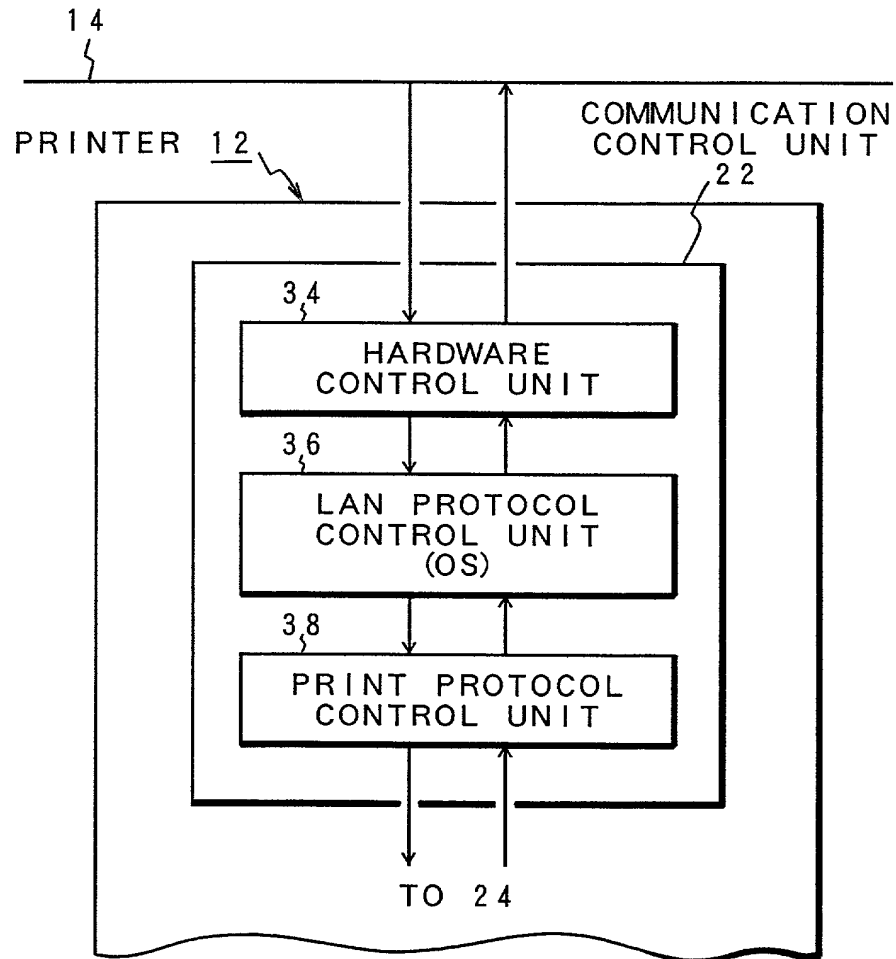 14
COMMUNICATION
CONTROL UNIT
PRINTER 12
22
34
HARDWARE
CONTROL UNIT
36
LAN PROTOCOL
CONTROL UNIT
(OS)
38
PRINT PROTOCOL
CONTROL UNIT
TO 24